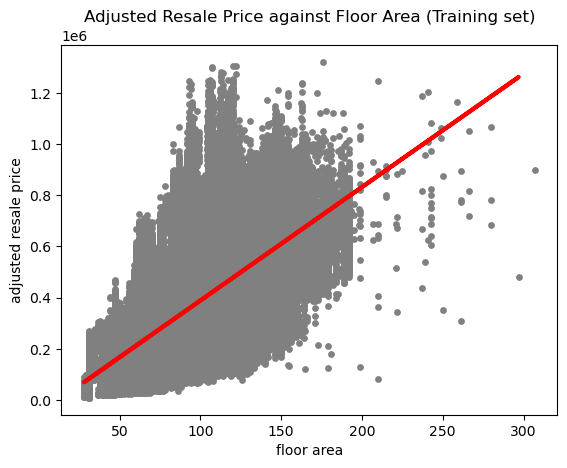 Adjusted Resale Price against Floor Area (Training set)
1e6
1.2
1.0
0.8
0.6
0.4
0.2
0.0
adjusted resale price
50 100 150 200 250 300
floor area